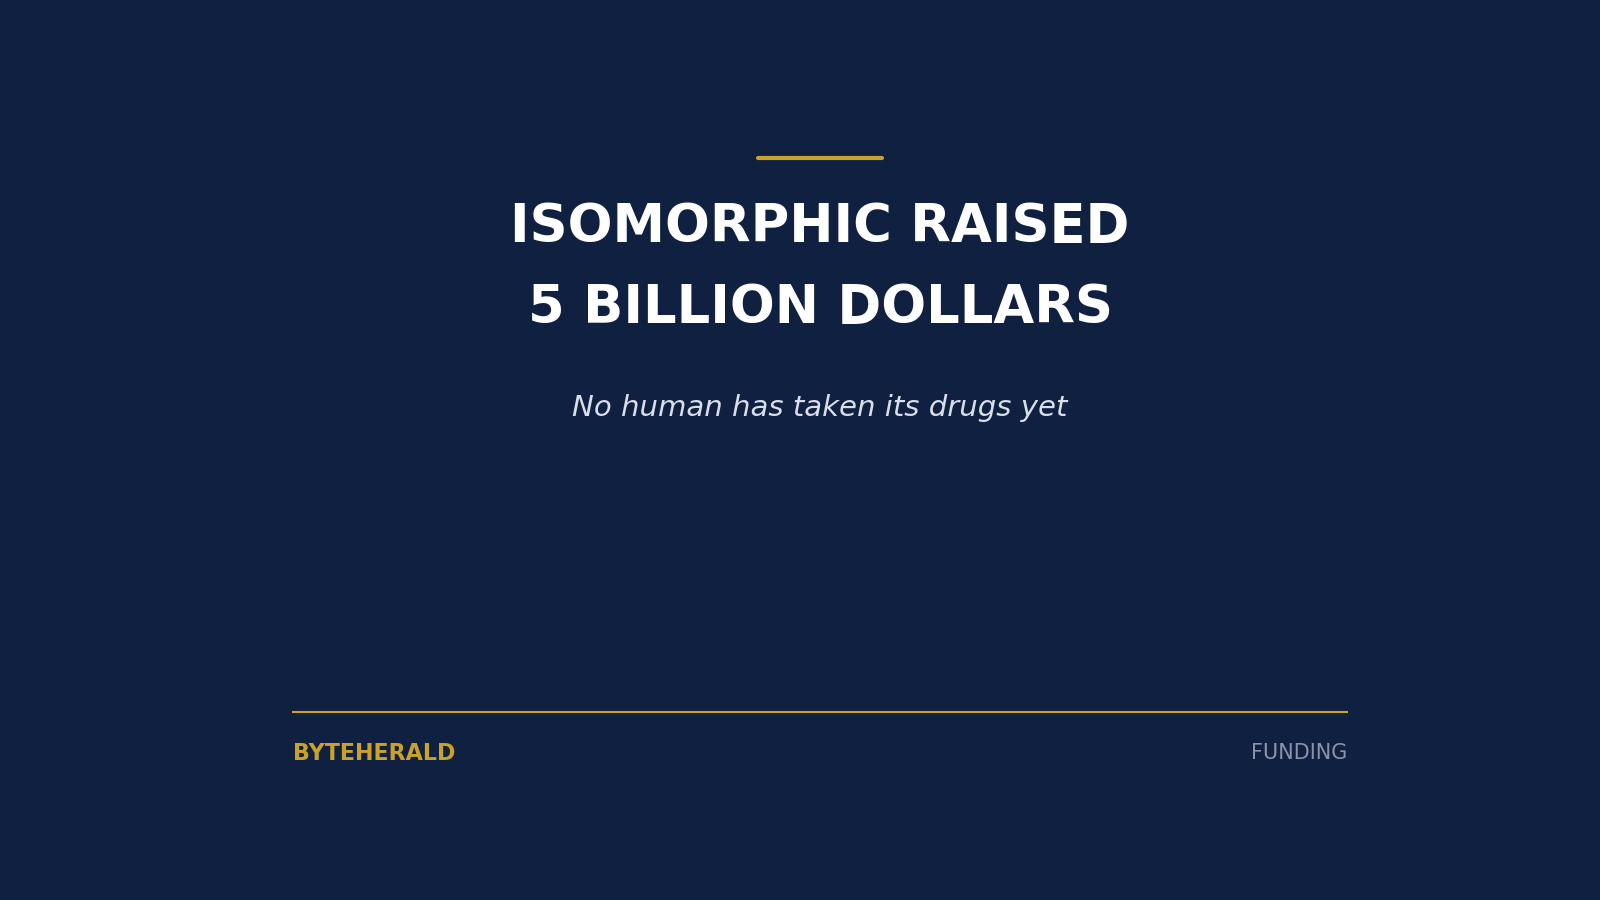 ISOMORPHIC RAISED
5 BILLION DOLLARS
No human has taken its drugs yet
BYTEHERALD
FUNDING